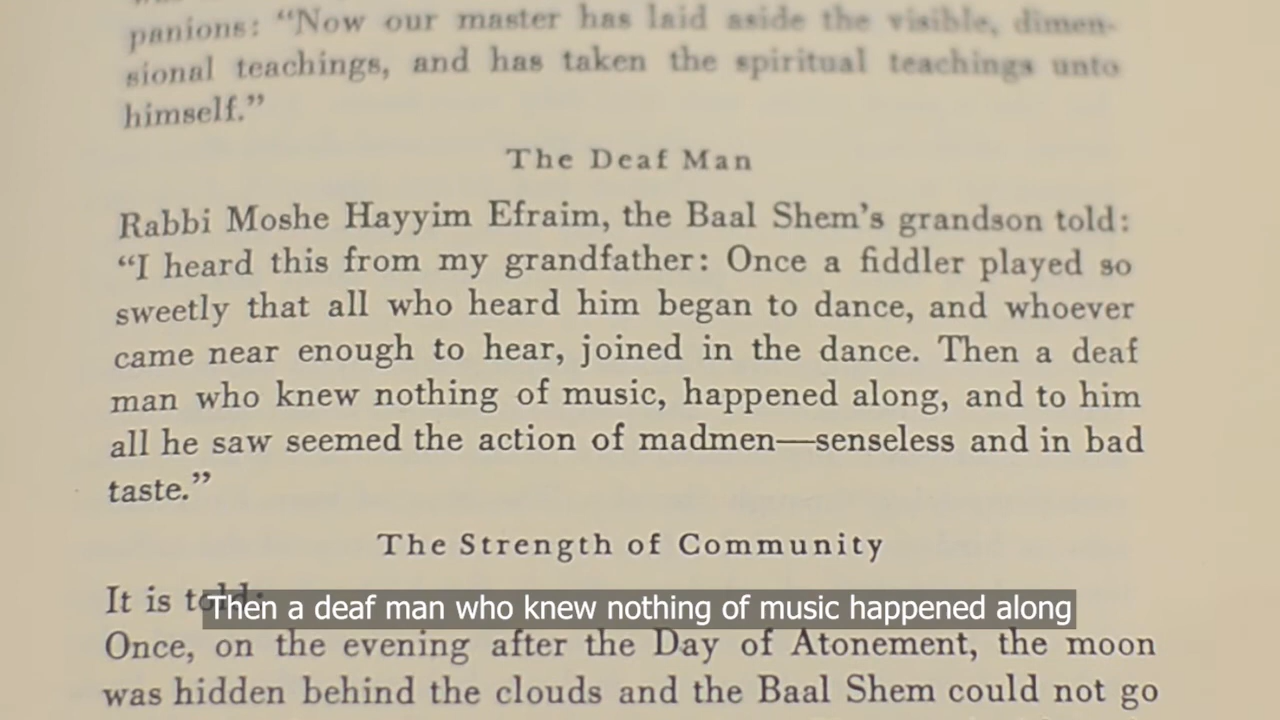 panions: “Now our master has laid aside the visible, dimen-
sional teachings, and has taken the spiritual teachings unto
himself.”
The Deaf Man
Rabbi Moshe Hayyim Efraim, the Baal Shem’s grandson told:
“I heard this from my grandfather: Once a fiddler played so
sweetly that all who heard him began to dance, and whoever
came near enough to hear, joined in the dance. Then a deaf
man who knew nothing of music, happened along, and to him
all he saw seemed the action of madmen—senseless and in bad
taste.”
The Strength of Community
It is told:
Then a deaf man who knew nothing of music happened along
Once, on the evening after the Day of Atonement, the moon
was hidden behind the clouds and the Baal Shem could not go